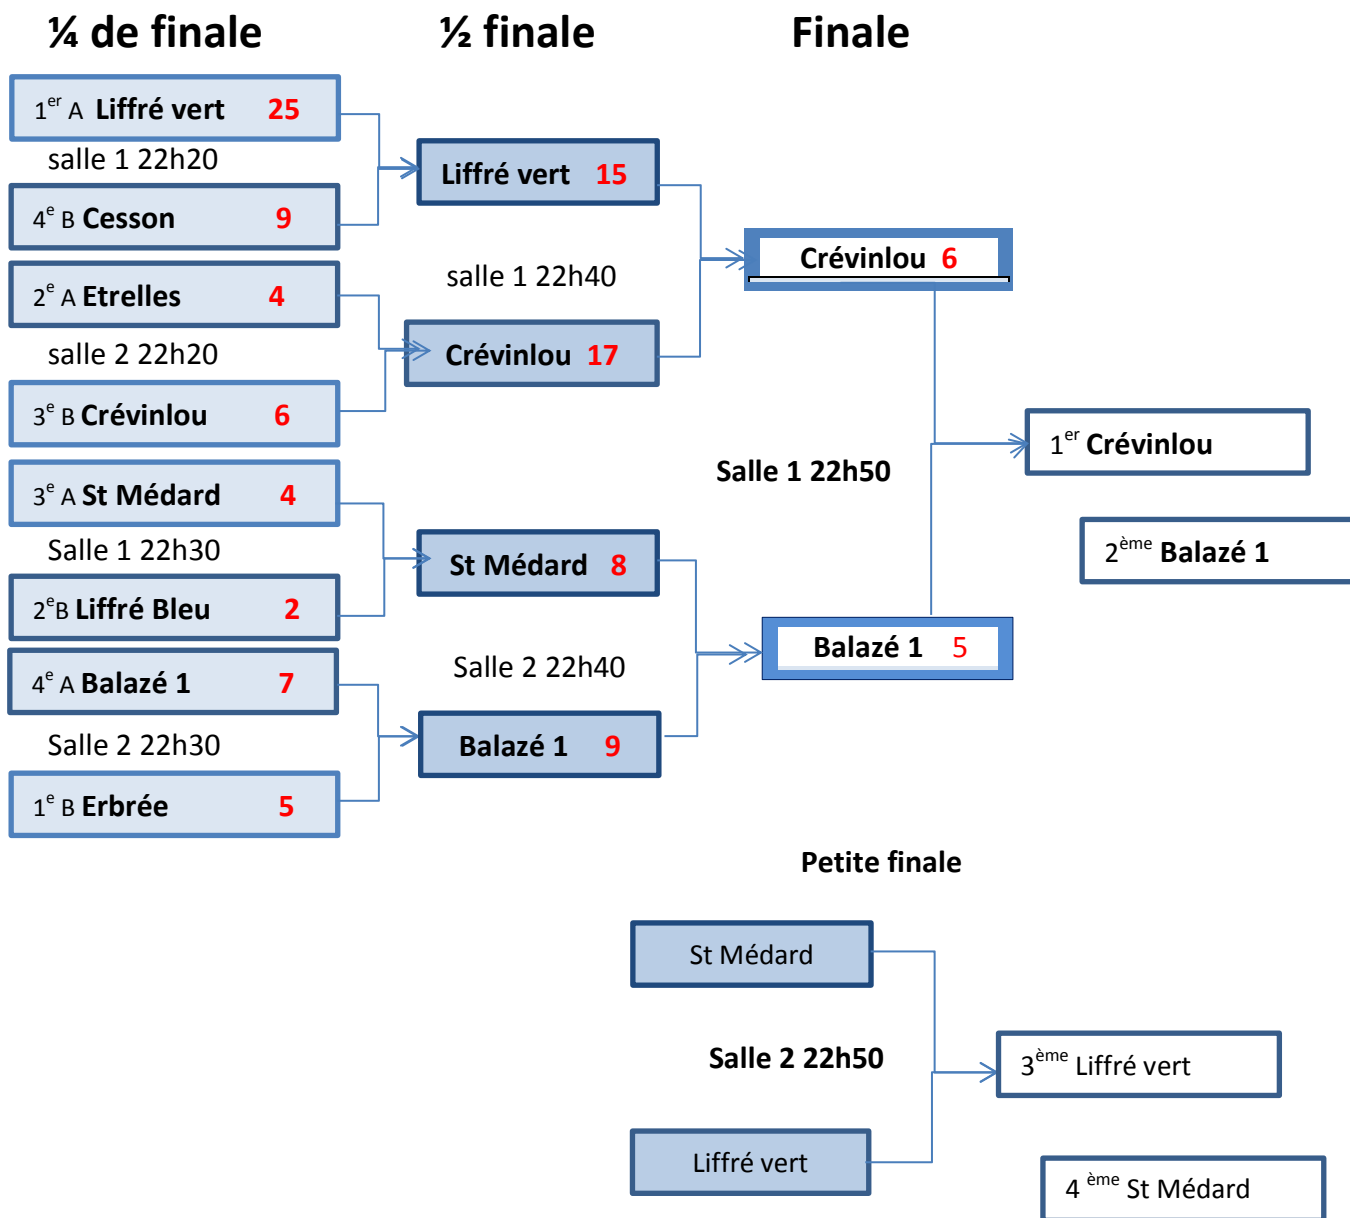 ¼ de finale
½ finale
Finale
1er A Liffré vert 25
salle 1 22h20
4e B Cesson 9
2e A Etrelles 4
salle 2 22h20
3e B Crévinlou 6
3e A St Médard 4
Salle 1 22h30
2eB Liffré Bleu 2
4e A Balazé 1 7
Salle 2 22h30
1e B Erbrée 5
Liffré vert 15
salle 1 22h40
Crévinlou 17
St Médard 8
Salle 2 22h40
Balazé 1 9
Crévinlou 6
Salle 1 22h50
Balazé 1 5
1er Crévinlou
2ème Balazé 1
Petite finale
St Médard
Salle 2 22h50
Liffré vert
3ème Liffré vert
4 ème St Médard